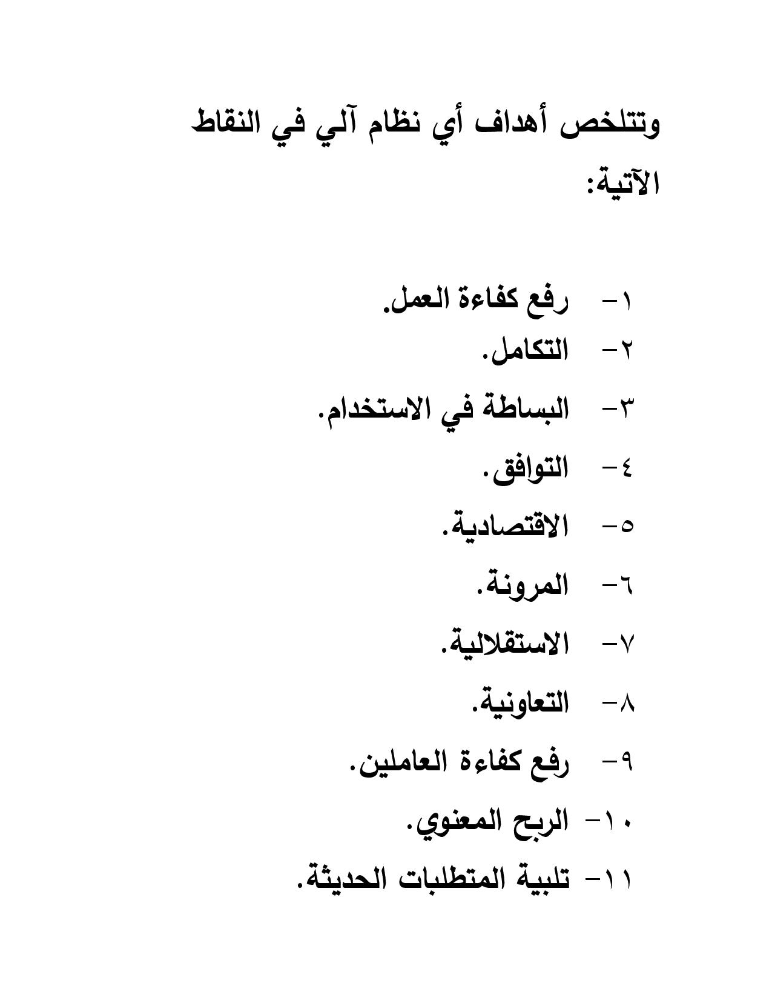 وتتلخص أهداف أي نظام آلي في النقاط
الآتية:
١- رفع كفاءة العمل.
٢- التكامل.
٣- البساطة في الاستخدام.
٤- التوافق.
٥- الاقتصادية.
٦- المرونة.
٧- الاستقلالية.
٨- التعاونية.
٩- رفع كفاءة العاملين.
١٠- الربح المعنوي.
١١- تلبية المتطلبات الحديثة.